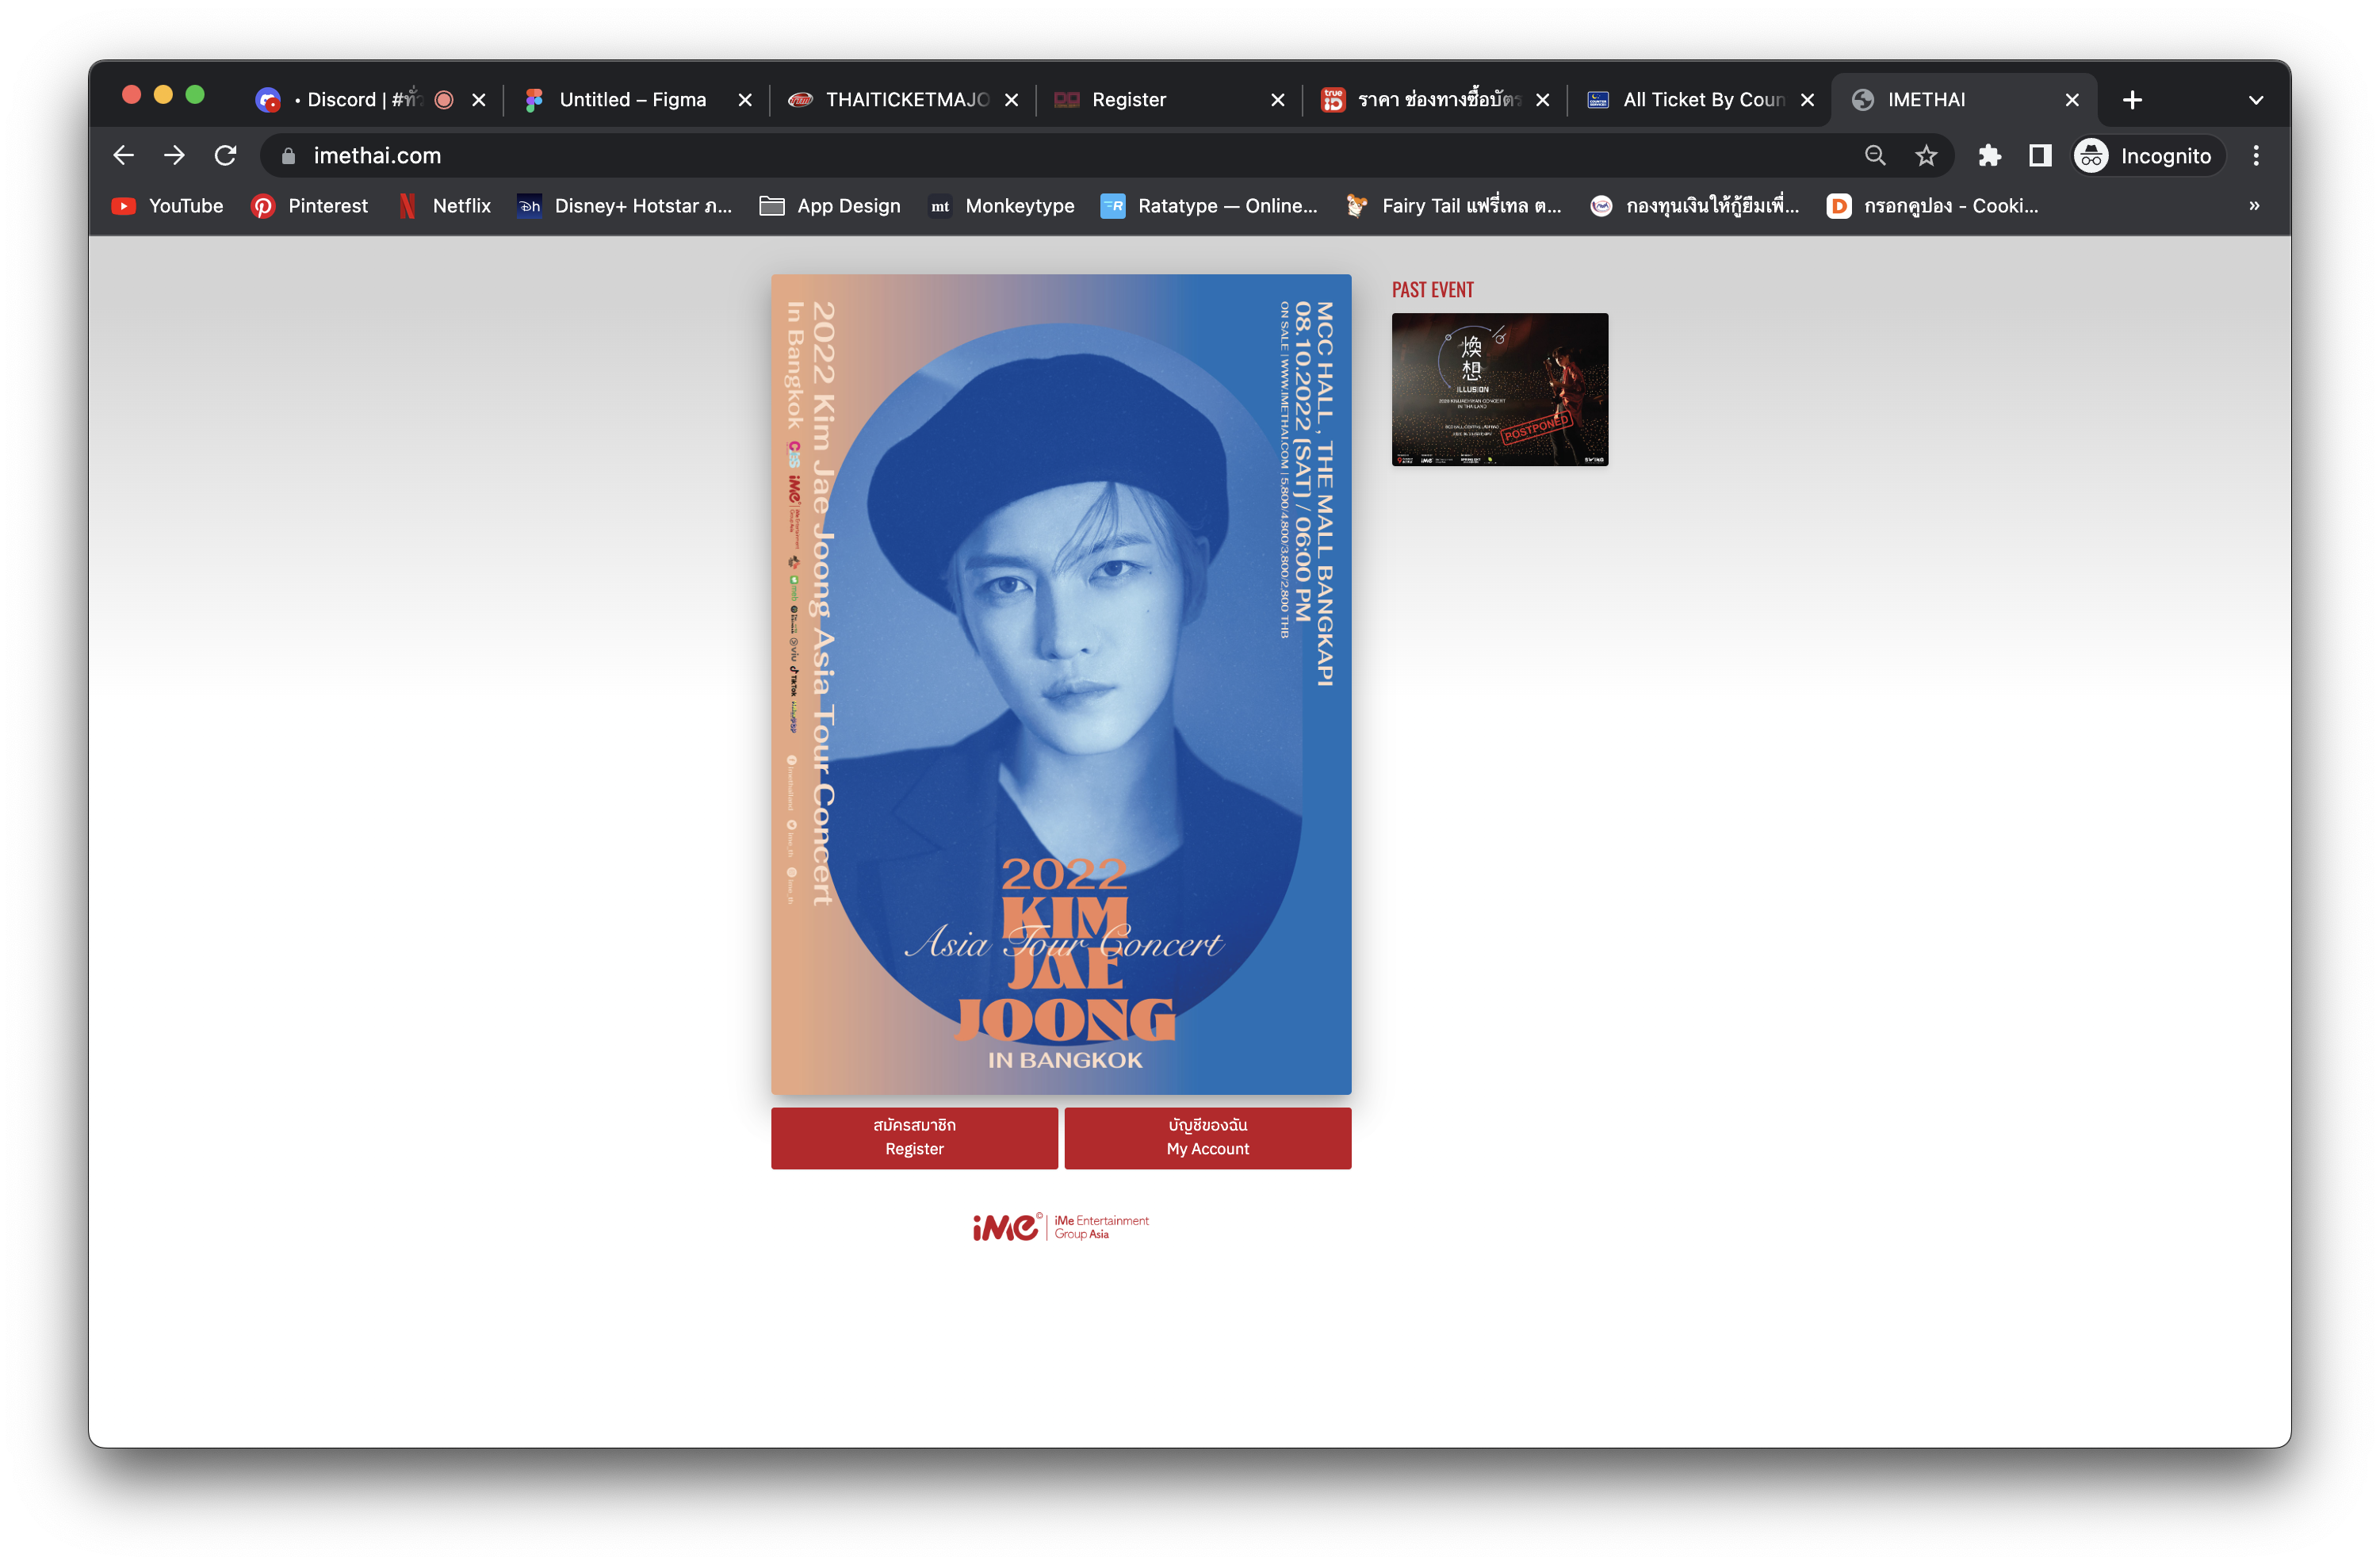 • Discord | #ทั่ว
Untitled – Figma
THAITICKETMAJO
Register
ราคา ช่องทางซื้อบัตร
All Ticket By Coun
IMETHAI
imethai.com
Incognito
YouTube
Pinterest
Netflix
Disney+ Hotstar ภ...
App Design
mt
Monkeytype
Ratatype — Online...
Fairy Tail แฟรี่เทล ต...
กองทุนเงินให้กู้ยืมเพื่...
กรอกคูปอง - Cooki...
»
MCC HALL , THE MALL BANGKAPI
08.10.2022 (SAT) / 06:00 PM
ON SALE | WWW.IMETHAI.COM | 5,800/4,800/3,800/2,800 THB
2022 Kim Jae Joong Asia Tour Concert
In Bangkok
iMe
viu
TikTok
2022
KIM
Asia Tour Concert
JAE
JOONG
IN BANGKOK
PAST EVENT
煥
想
ILLUSION
POSTPONED
สมัครสมาชิก
Register
บัญชีของฉัน
My Account
iMe©
iMe Entertainment
Group Asia